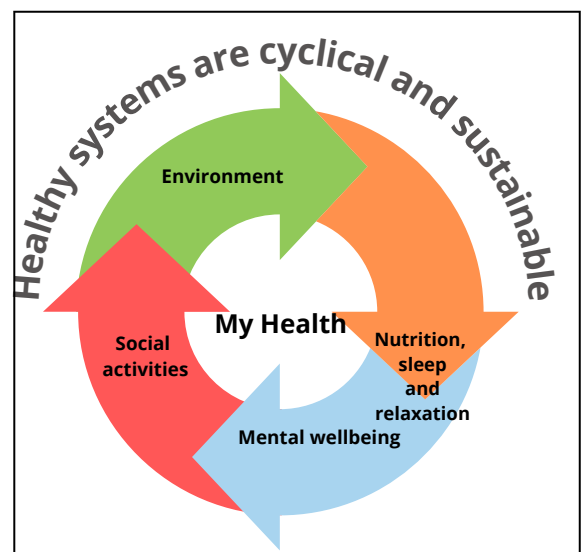 Healthy systems are cyclical and sustainable
Environment
My Health
Nutrition,
sleep
and
relaxation
Social
activities
Mental wellbeing